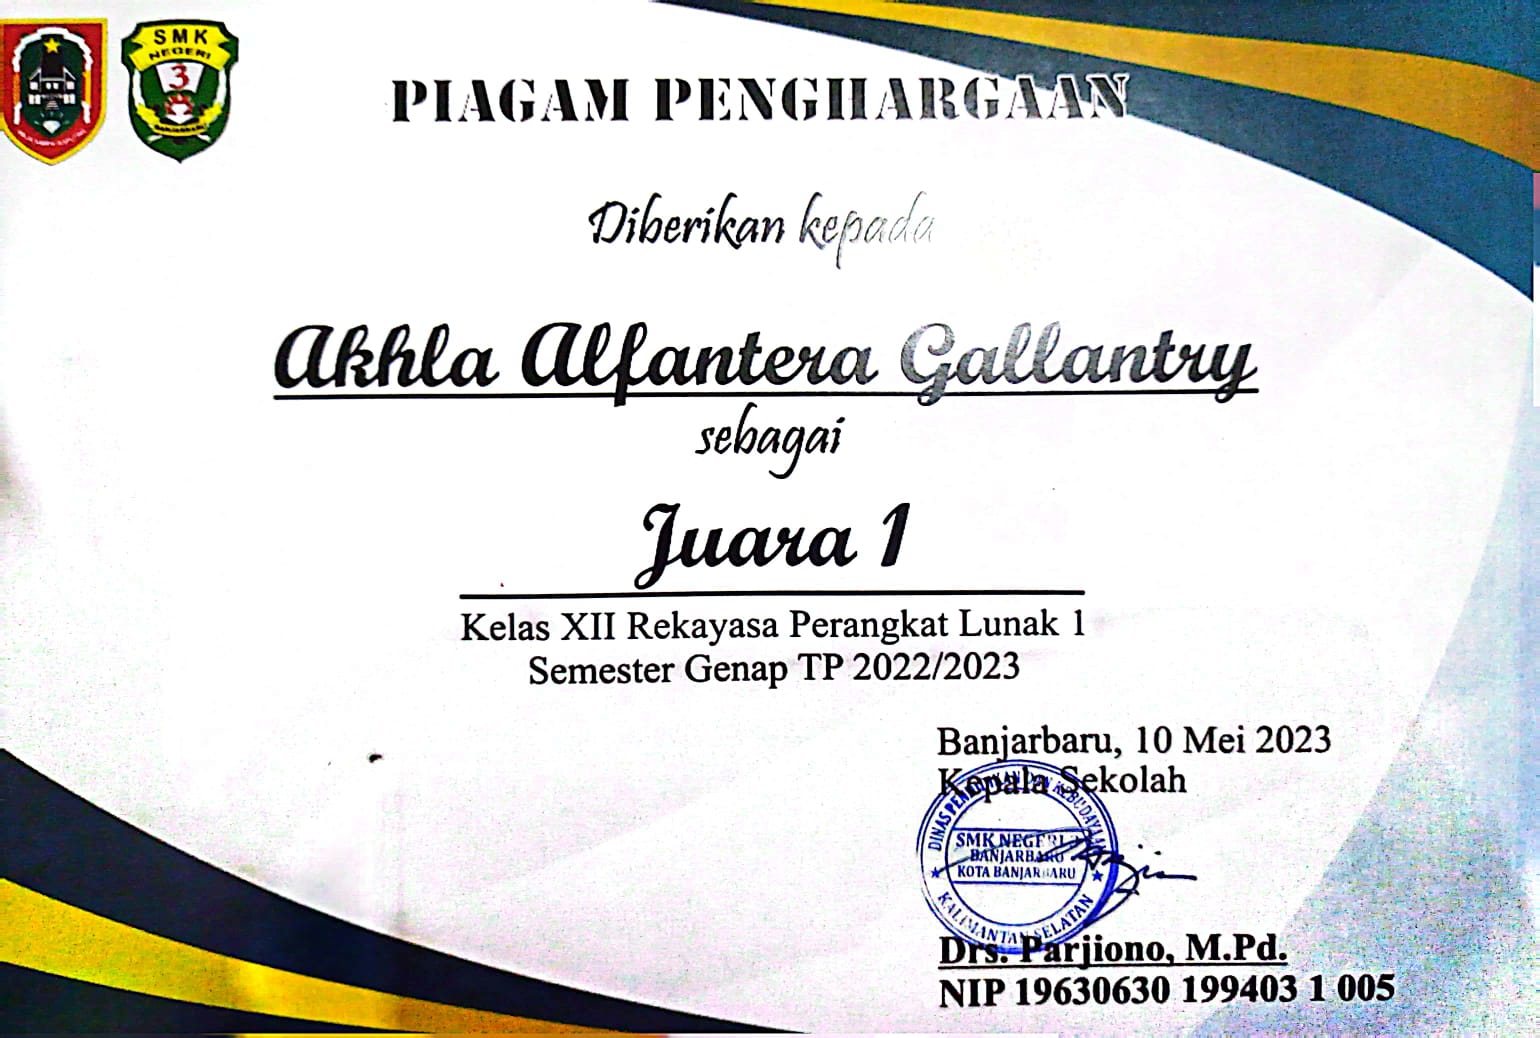 SMK
NEGERI
3
BANJARBARU
PIAGAM PENGHARGAAN
Diberikan kepada
Akhla Alfantera Gallantry
sebagai
Juara 1
Kelas XII Rekayasa Perangkat Lunak 1
Semester Genap TP 2022/2023
Banjarbaru, 10 Mei 2023
Kepala Sekolah
DINAS PENDIDIKAN DAN KEBUDAYAAN
SMK NEGERI 3
BANJARBARU
KOTA BANJARBARU
KALIMANTAN SELATAN
Drs. Parjiono, M.Pd.
NIP 19630630 199403 1 005